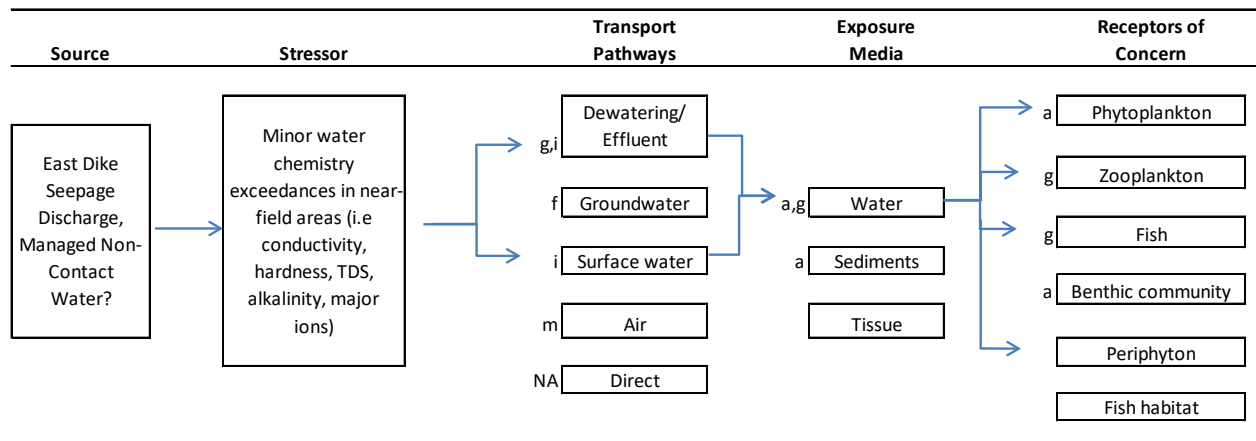 Source
Stressor
Transport
Pathways
Exposure
Media
Receptors of
Concern
East Dike
Seepage
Discharge,
Managed Non-
Contact
Water?
Minor water
chemistry
exceedances in near-
field areas (i.e
conductivity,
hardness, TDS,
alkalinity, major
ions)
g,i
Dewatering/
Effluent
f
Groundwater
i
Surface water
m
Air
NA
Direct
a,g
Water
a
Sediments
Tissue
a
Phytoplankton
g
Zooplankton
g
Fish
a
Benthic community
Periphyton
Fish habitat